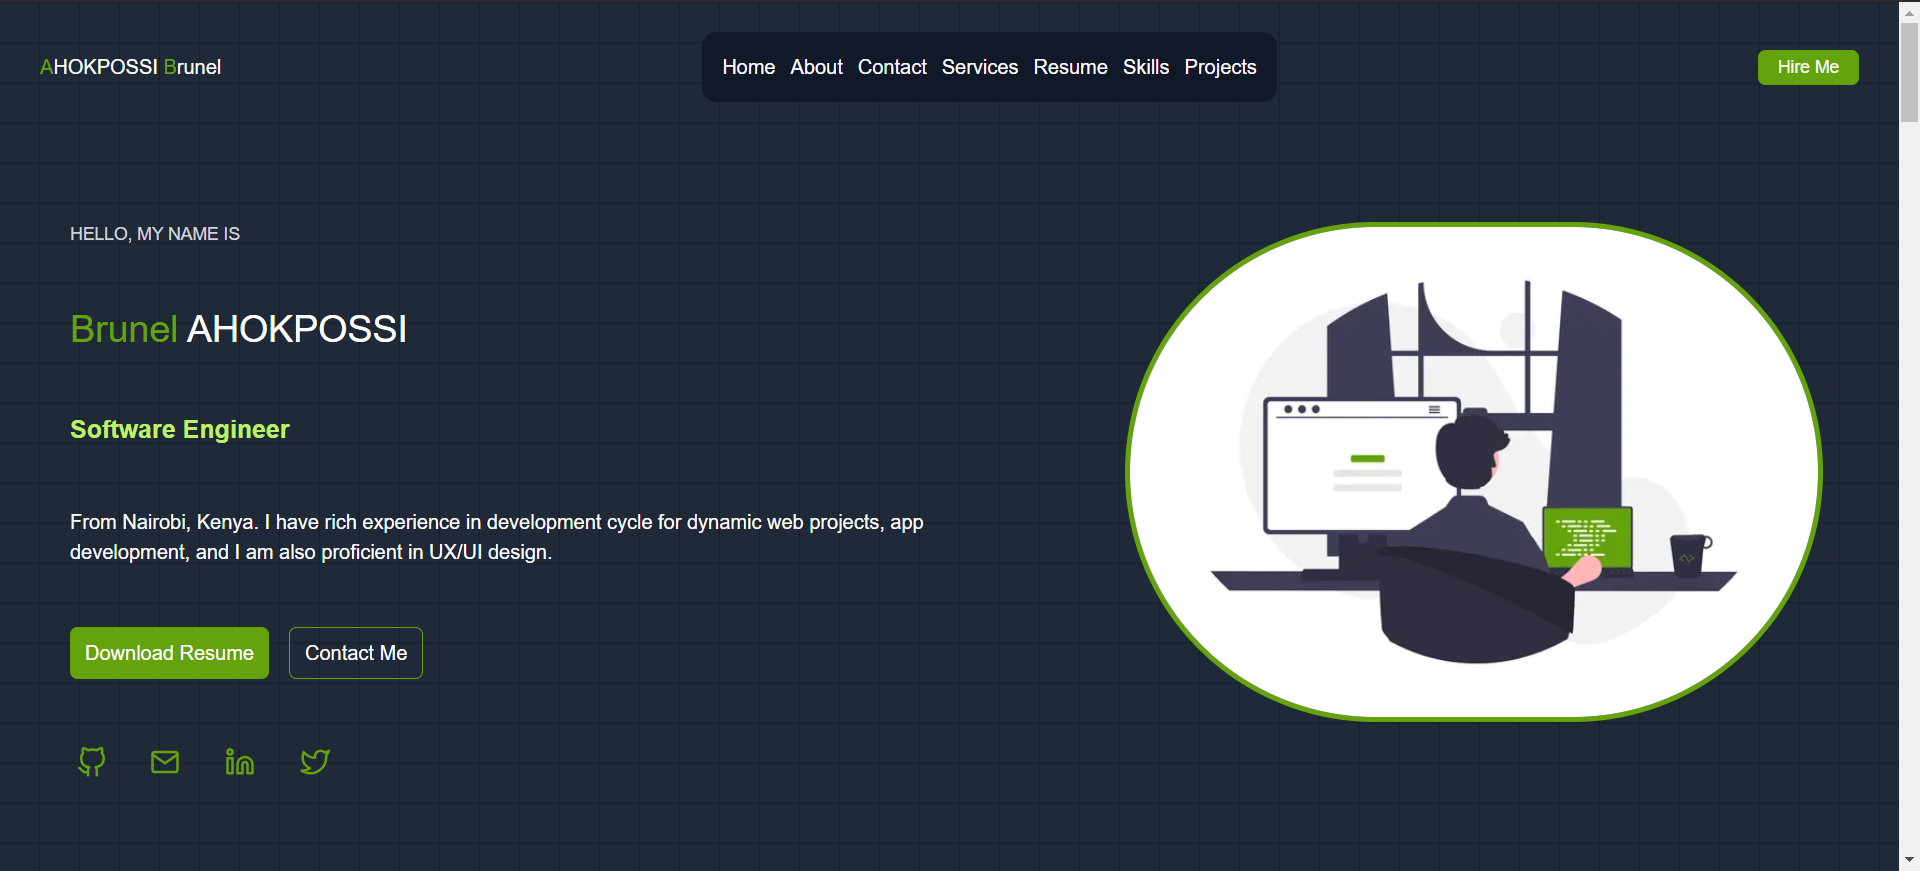 AHOKPOSSI Brunel
Home About Contact Services Resume Skills Projects
Hire Me
HELLO, MY NAME IS
Brunel AHOKPOSSI
Software Engineer
From Nairobi, Kenya. I have rich experience in development cycle for dynamic web projects, app
development, and I am also proficient in UX/UI design.
Download Resume
Contact Me